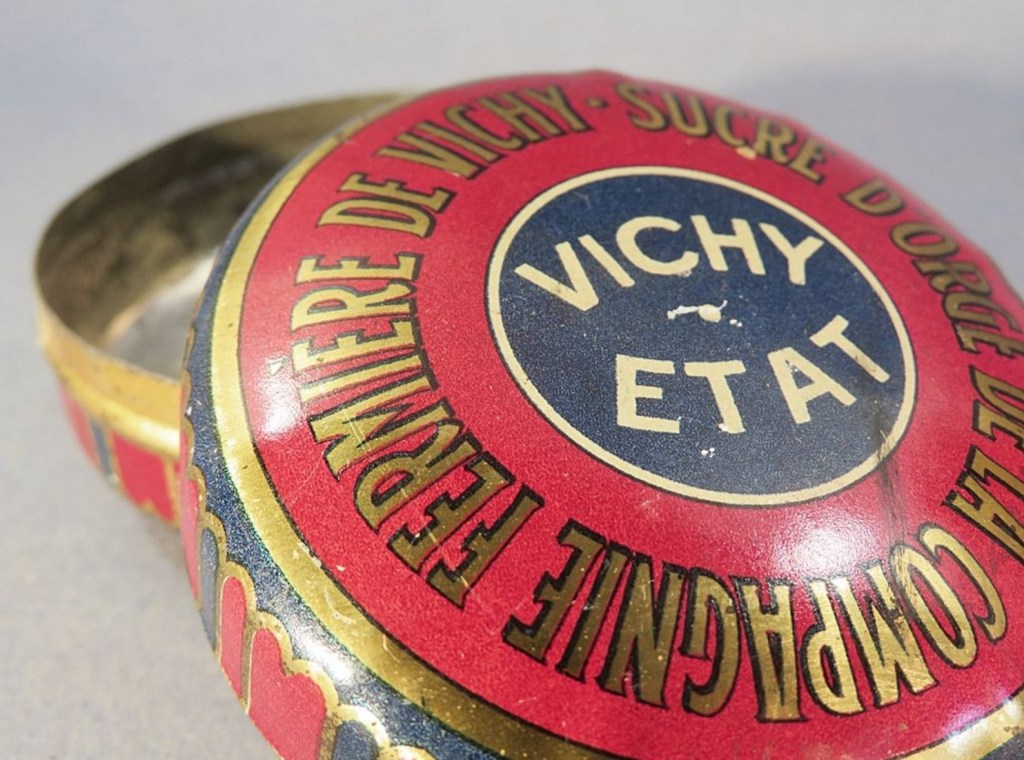 VICHY
ETAT
SUCRE D'ORGE DE LA COMPAGNIE FERMIÈRE DE VICHY ·